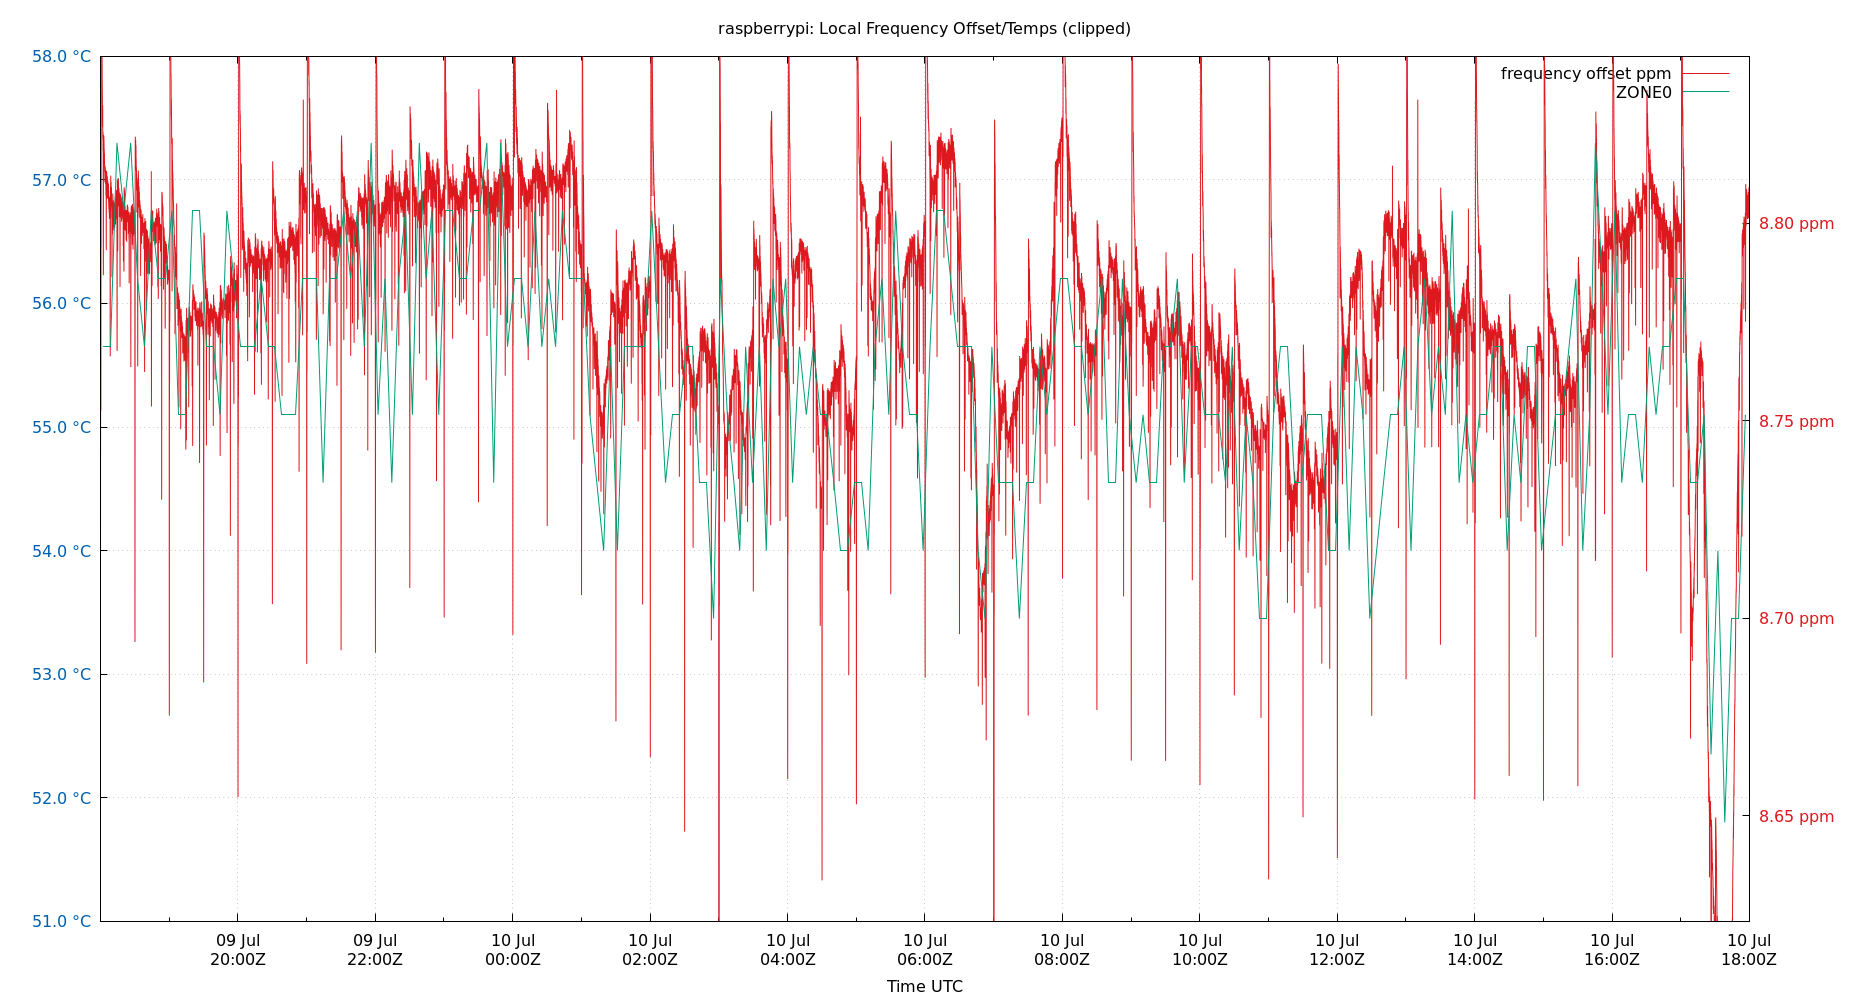 raspberrypi: Local Frequency Offset/Temps (clipped)
frequency offset ppm
ZONE0
58.0 °C
57.0 °C
56.0 °C
55.0 °C
54.0 °C
53.0 °C
52.0 °C
51.0 °C
8.80 ppm
8.75 ppm
8.70 ppm
8.65 ppm
09 Jul 09 Jul 10 Jul 10 Jul 10 Jul 10 Jul 10 Jul 10 Jul 10 Jul 10 Jul 10 Jul 10 Jul
20:00Z 22:00Z 00:00Z 02:00Z 04:00Z 06:00Z 08:00Z 10:00Z 12:00Z 14:00Z 16:00Z 18:00Z
Time UTC